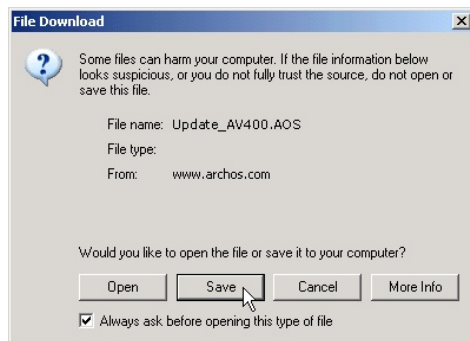 File Download
Some files can harm your computer. If the file information below
looks suspicious, or you do not fully trust the source, do not open or
save this file.
File name: Update_AV400.AOS
File type:
From: www.archos.com
Would you like to open the file or save it to your computer?
Open Save Cancel More Info
Always ask before opening this type of file